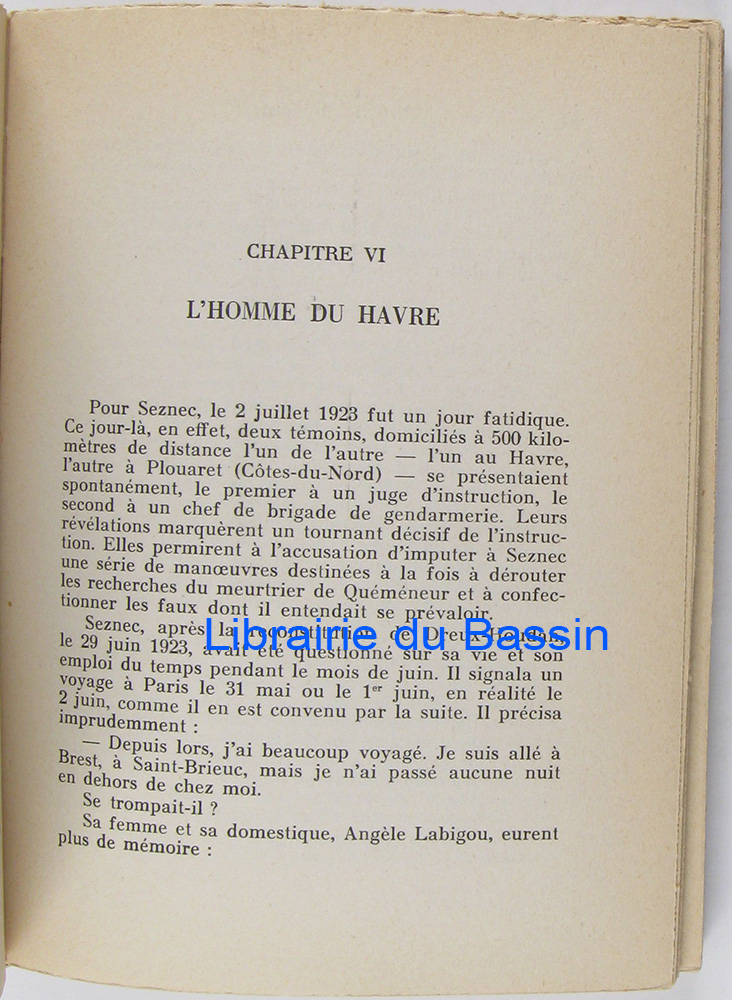 CHAPITRE VI
L'HOMME DU HAVRE
Pour Seznec, le 2 juillet 1923 fut un jour fatidique.
Ce jour-là, en effet, deux témoins, domiciliés à 500 kilo-
mètres de distance l'un de l'autre — l'un au Havre,
l'autre à Plouaret (Côtes-du-Nord) — se présentaient
spontanément, le premier à un juge d'instruction, le
second à un chef de brigade de gendarmerie. Leurs
révélations marquèrent un tournant décisif de l'instruc-
tion. Elles permirent à l'accusation d'imputer à Seznec
une série de manœuvres destinées à la fois à dérouter
les recherches du meurtrier de Quéméneur et à confec-
tionner les faux dont il entendait se prévaloir.
Seznec, après la reconstitution de Dreux-Houdan,
Librairie du Bassin
le 29 juin 1923, avait été questionné sur sa vie et son
emploi du temps pendant le mois de juin. Il signala un
voyage à Paris le 31 mai ou le 1er juin, en réalité le
2 juin, comme il en est convenu par la suite. Il précisa
imprudemment :
— Depuis lors, j'ai beaucoup voyagé. Je suis allé à
Brest, à Saint-Brieuc, mais je n'ai passé aucune nuit
en dehors de chez moi.
Se trompait-il ?
Sa femme et sa domestique, Angèle Labigou, eurent
plus de mémoire :